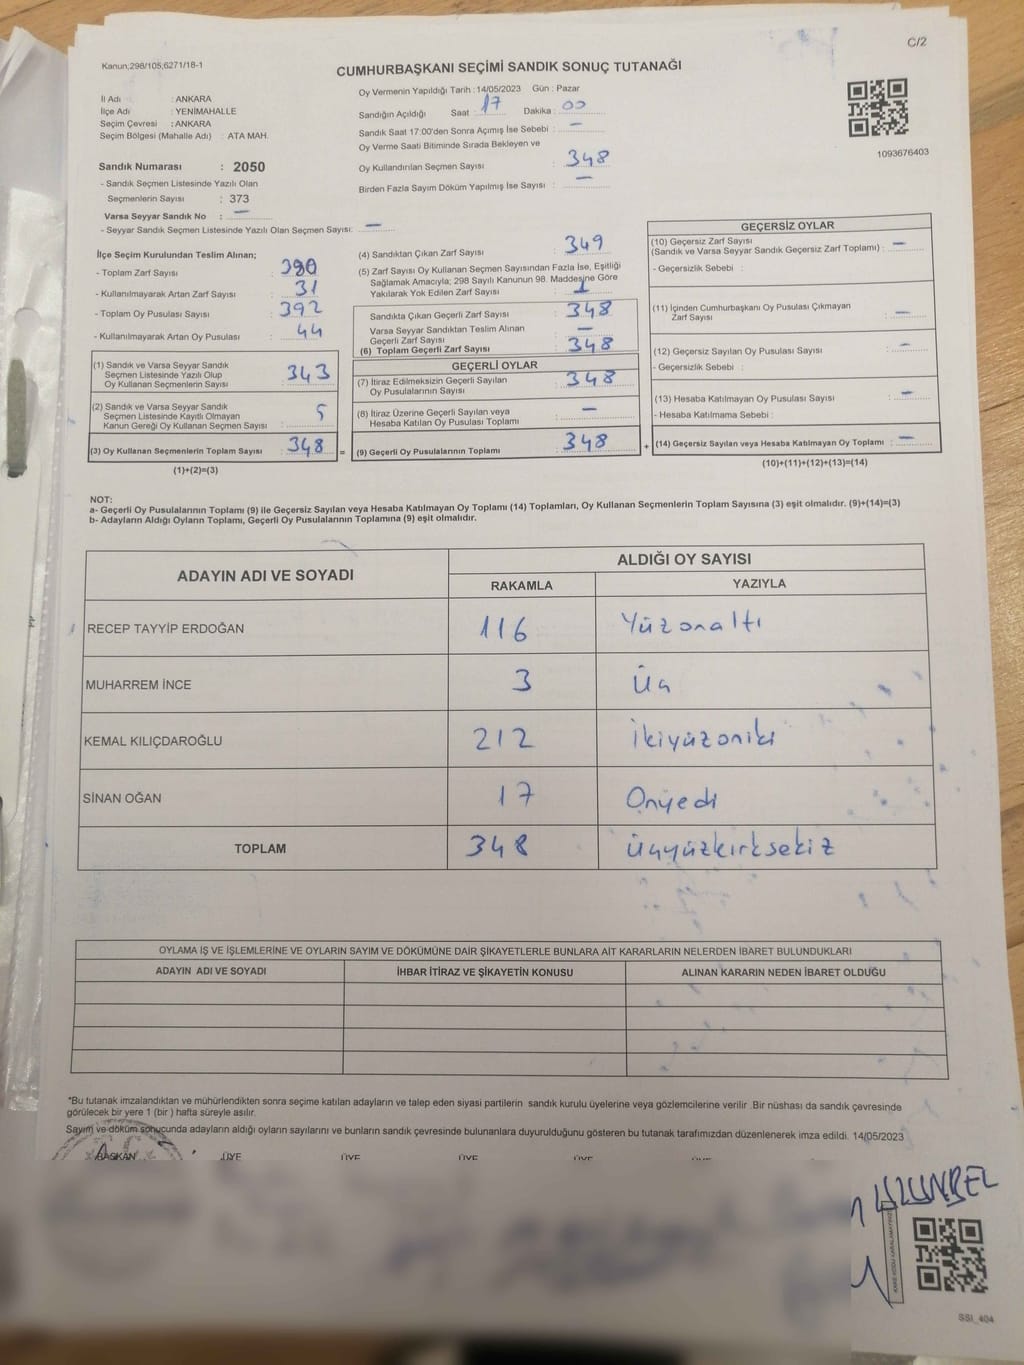 C/2
Kanun;298/105;6271/18-1
CUMHURBAŞKANI SEÇİMİ SANDIK SONUÇ TUTANAĞI
İl Adı : ANKARA
İlçe Adı : YENİMAHALLE
Seçim Çevresi : ANKARA
Seçim Bölgesi (Mahalle Adı) : ATA MAH.
Sandık Numarası : 2050
- Sandık Seçmen Listesinde Yazılı Olan
Seçmenlerin Sayısı : 373
Varsa Seyyar Sandık No : —
- Seyyar Sandık Seçmen Listesinde Yazılı Olan Seçmen Sayısı: —
Oy Vermenin Yapıldığı Tarih : 14/05/2023 Gün : Pazar
Sandığın Açıldığı Saat : 17 Dakika : 00
Sandık Saat 17:00'den Sonra Açımış İse Sebebi : —
Oy Verme Saati Bitiminde Sırada Bekleyen ve
Oy Kullandırılan Seçmen Sayısı : 348
Birden Fazla Sayım Döküm Yapılmış İse Sayısı : —
1093676403
İlçe Seçim Kurulundan Teslim Alınan;
- Toplam Zarf Sayısı : 380
- Kullanılmayarak Artan Zarf Sayısı : 31
- Toplam Oy Pusulası Sayısı : 392
- Kullanılmayarak Artan Oy Pusulası : 44
(1) Sandık ve Varsa Seyyar Sandık
Seçmen Listesinde Yazılı Olup
Oy Kullanan Seçmenlerin Sayısı : 343
(2) Sandık ve Varsa Seyyar Sandık
Seçmen Listesinde Kayıtlı Olmayan
Kanun Gereği Oy Kullanan Seçmen Sayısı : 5
(3) Oy Kullanan Seçmenlerin Toplam Sayısı : 348
(1)+(2)=(3)
(4) Sandıktan Çıkan Zarf Sayısı : 349
(5) Zarf Sayısı Oy Kullanan Seçmen Sayısından Fazla İse, Eşitliği
Sağlamak Amacıyla; 298 Sayılı Kanunun 98. Maddesine Göre
Yakılarak Yok Edilen Zarf Sayısı : 1
Sandıkta Çıkan Geçerli Zarf Sayısı : 348
Varsa Seyyar Sandıktan Teslim Alınan
Geçerli Zarf Sayısı : —
(6) Toplam Geçerli Zarf Sayısı : 348
GEÇERLİ OYLAR
(7) İtiraz Edilmeksizin Geçerli Sayılan
Oy Pusulalarının Sayısı : 348
(8) İtiraz Üzerine Geçerli Sayılan veya
Hesaba Katılan Oy Pusulası Toplamı : —
= (9) Geçerli Oy Pusulalarının Toplamı : 348 +
GEÇERSİZ OYLAR
(10) Geçersiz Zarf Sayısı
(Sandık ve Varsa Seyyar Sandık Geçersiz Zarf Toplamı) : —
- Geçersizlik Sebebi :
(11) İçinden Cumhurbaşkanı Oy Pusulası Çıkmayan
Zarf Sayısı : —
(12) Geçersiz Sayılan Oy Pusulası Sayısı : —
- Geçersizlik Sebebi :
(13) Hesaba Katılmayan Oy Pusulası Sayısı : —
- Hesaba Katılmama Sebebi :
(14) Geçersiz Sayılan veya Hesaba Katılmayan Oy Toplamı : —
(10)+(11)+(12)+(13)=(14)
NOT:
a- Geçerli Oy Pusulalarının Toplamı (9) ile Geçersiz Sayılan veya Hesaba Katılmayan Oy Toplamı (14) Toplamları, Oy Kullanan Seçmenlerin Toplam Sayısına (3) eşit olmalıdır. (9)+(14)=(3)
b- Adayların Aldığı Oyların Toplamı, Geçerli Oy Pusulalarının Toplamına (9) eşit olmalıdır.
ADAYIN ADI VE SOYADI
ALDIĞI OY SAYISI
RAKAMLA YAZIYLA
RECEP TAYYİP ERDOĞAN 116 Yüzonaltı
MUHARREM İNCE 3 Üç
KEMAL KILIÇDAROĞLU 212 İkiyüzoniki
SİNAN OĞAN 17 Onyedi
TOPLAM 348 Üçyüzkırksekiz
OYLAMA İŞ VE İŞLEMLERİNE VE OYLARIN SAYIM VE DÖKÜMÜNE DAİR ŞİKAYETLERLE BUNLARA AİT KARARLARIN NELERDEN İBARET BULUNDUKLARI
ADAYIN ADI VE SOYADI İHBAR İTİRAZ VE ŞİKAYETİN KONUSU ALINAN KARARIN NEDEN İBARET OLDUĞU
*Bu tutanak imzalandıktan ve mühürlendikten sonra seçime katılan adayların ve talep eden siyasi partilerin sandık kurulu üyelerine veya gözlemcilerine verilir .Bir nüshası da sandık çevresinde
görülecek bir yere 1 (bir ) hafta süreyle asılır.
Sayım ve döküm sonucunda adayların aldığı oyların sayılarını ve bunların sandık çevresinde bulunanlara duyurulduğunu gösteren bu tutanak tarafımızdan düzenlenerek imza edildi. 14/05/2023
BAŞKAN ÜYE ÜYE ÜYE ÜYE
UZUNBEL
SSI_404